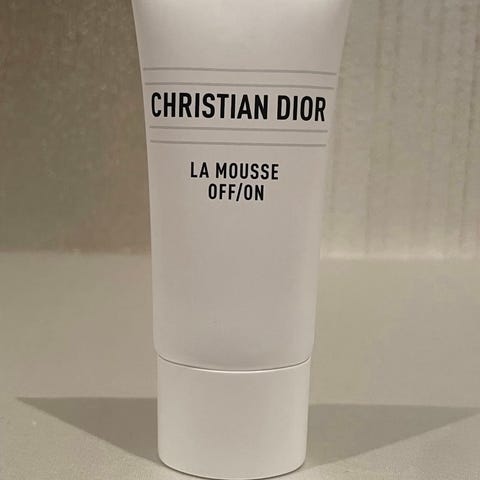 CHRISTIAN DIOR
LA MOUSSE
OFF/ON